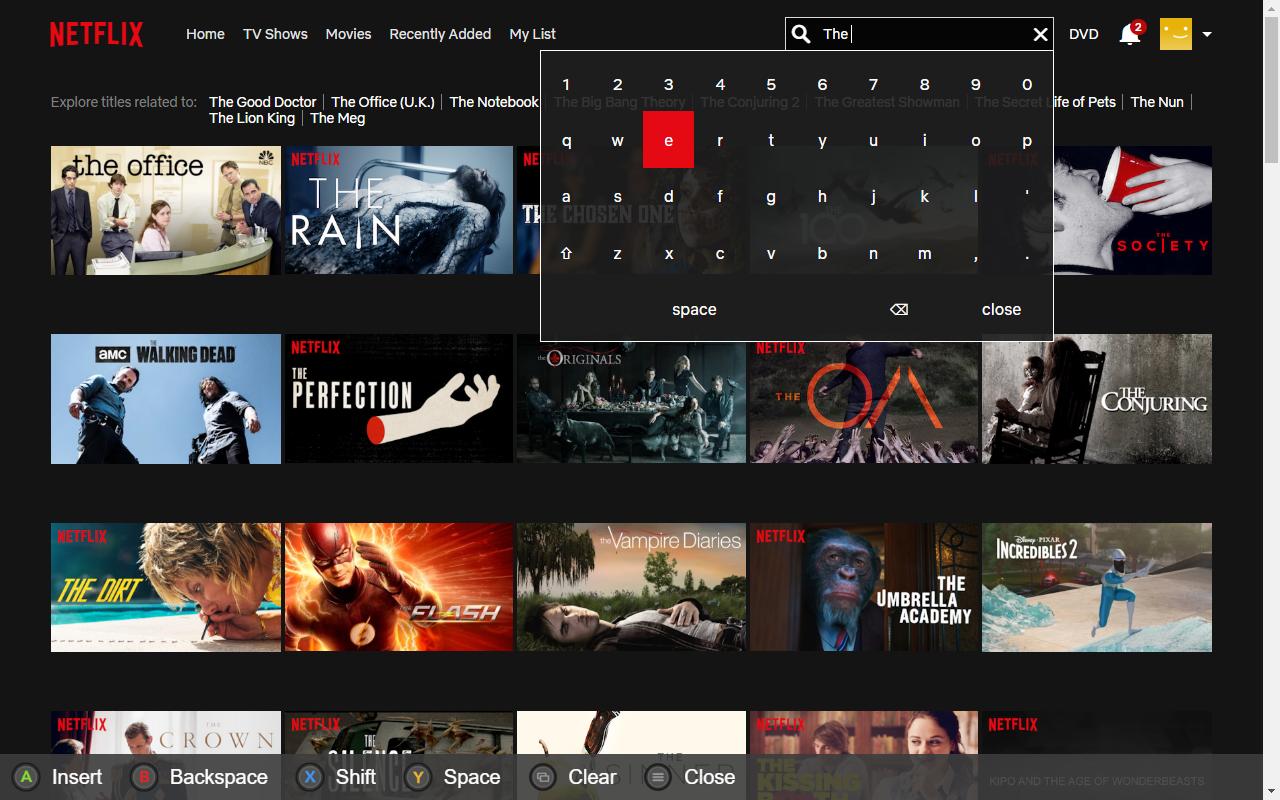 NETFLIX Home TV Shows Movies Recently Added My List The DVD 2
Explore titles related to: The Good Doctor | The Office (U.K.) | The Notebook | The Big Bang Theory | The Conjuring 2 | The Greatest Showman | The Secret Life of Pets | The Nun |
The Lion King | The Meg
1 2 3 4 5 6 7 8 9 0
q w e r t y u i o p
a s d f g h j k l '
⇧ z x c v b n m , .
space ⌫ close
the office
NBC
NETFLIX
THE
RAIN
THE CHOSEN ONE
THE
100
THE
SOCIETY
amc THE WALKING DEAD
NETFLIX
THE
PERFECTION
the ORIGINALS
NETFLIX
THE OA
THE
CONJURING
NETFLIX
THE DIRT
THE FLASH
the Vampire Diaries
NETFLIX
THE
UMBRELLA
ACADEMY
Disney PIXAR
INCREDIBLES 2
NETFLIX
THE
CROWN
NETFLIX
THE
SILENCE
THE
SINNER
NETFLIX
THE
KISSING
BOOTH
NETFLIX
KIPO AND THE AGE OF WONDERBEASTS
A Insert B Backspace X Shift Y Space Clear Close